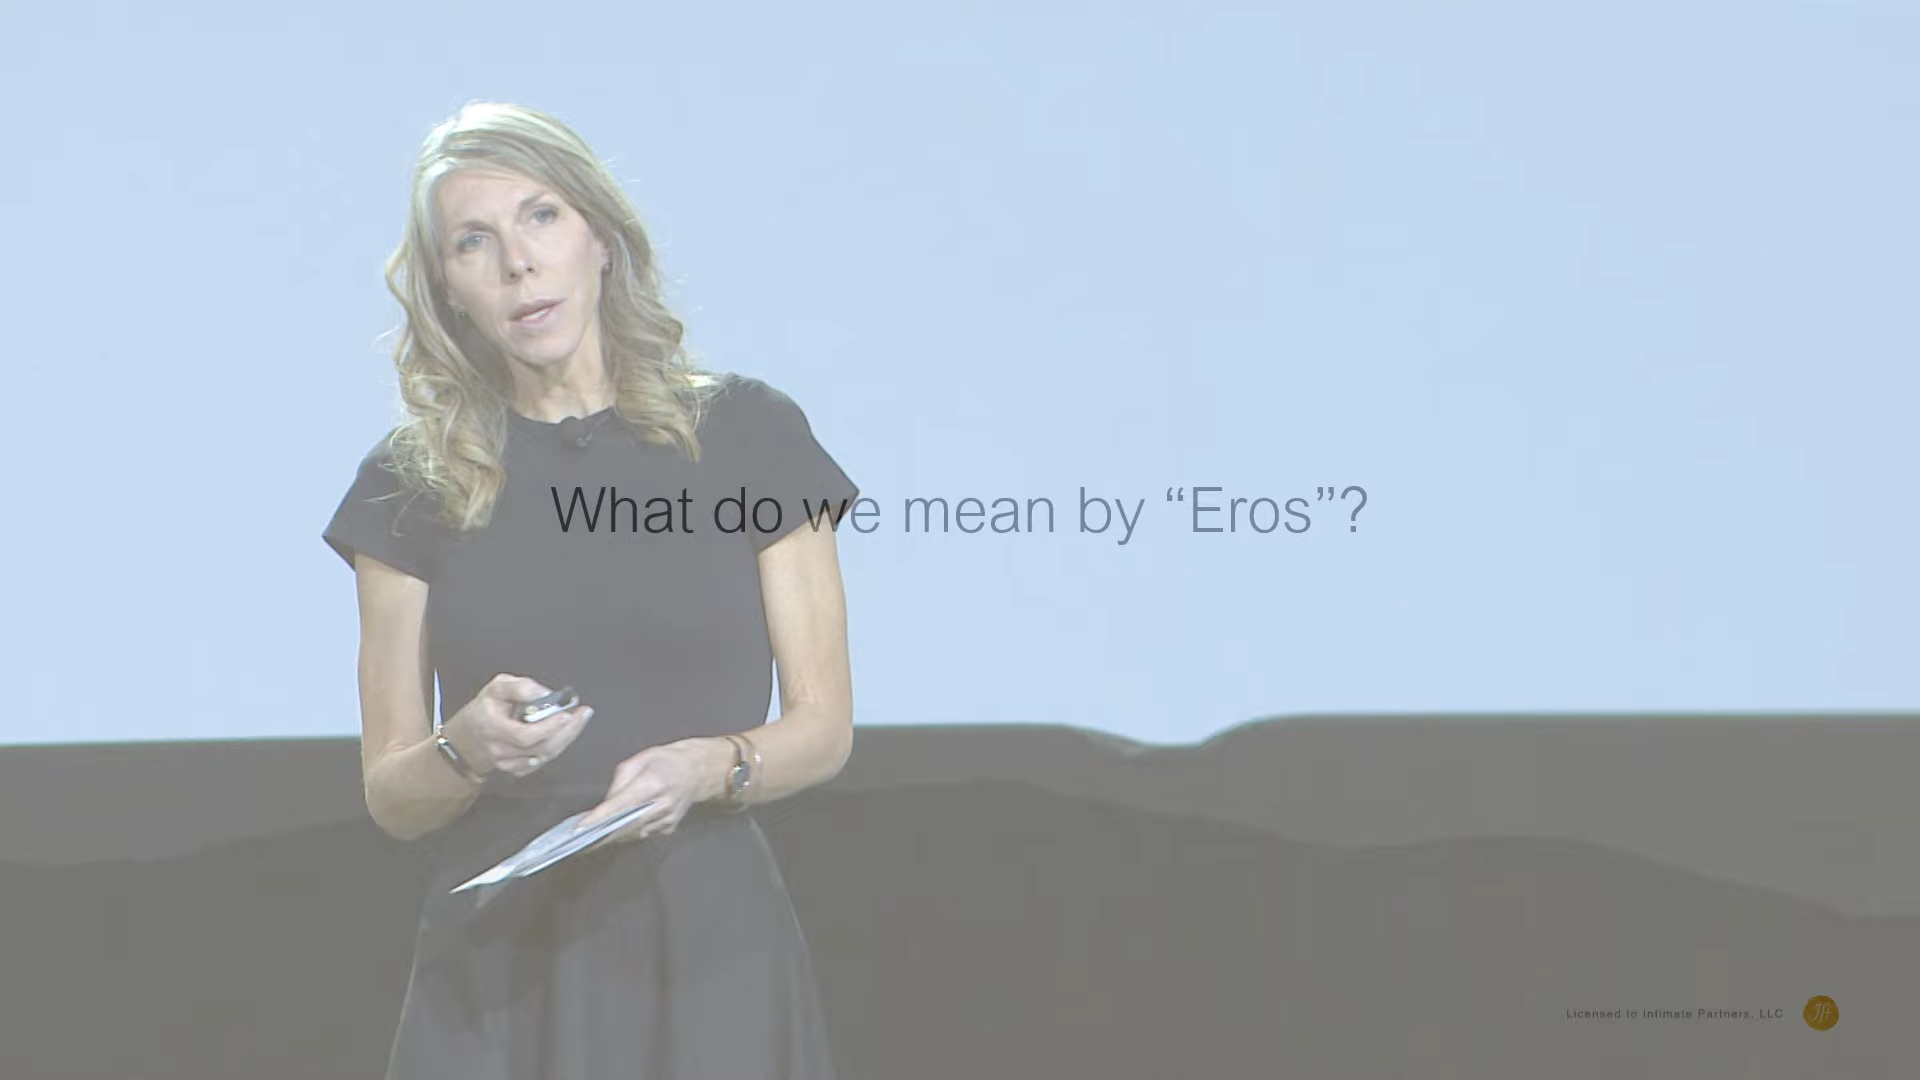 What do we mean by “Eros”?
Licensed to Intimate Partners, LLC